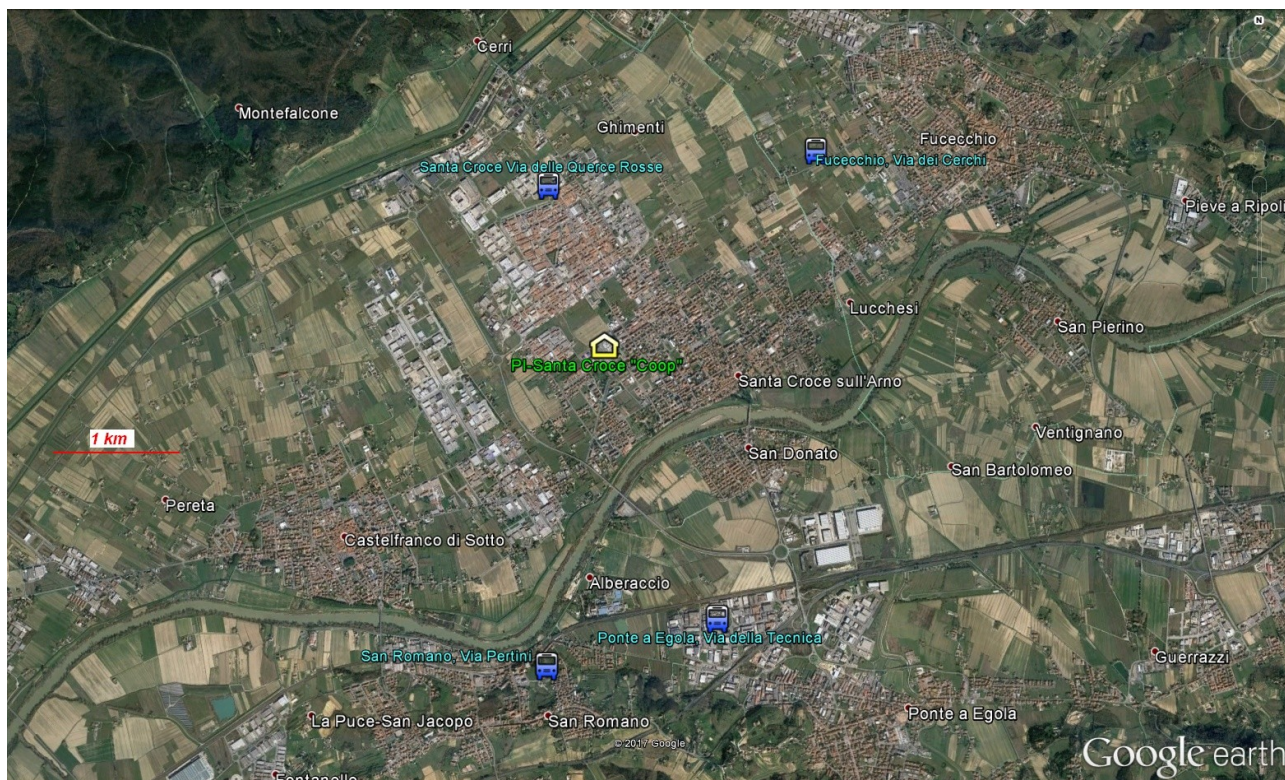 N
Cerri
Montefalcone
Ghimenti
Fucecchio
Fucecchio, Via dei Cerchi
Santa Croce Via delle Querce Rosse
Pieve a Ripoli
Lucchesi
San Pierino
PI-Santa Croce "Coop"
Santa Croce sull'Arno
1 km
Ventignano
San Donato
San Bartolomeo
Pereta
Castelfranco di Sotto
Alberaccio
Ponte a Egola, Via della Tecnica
San Romano, Via Pertini
Guerrazzi
La Puce-San Jacopo
San Romano
Ponte a Egola
© 2017 Google
Google earth